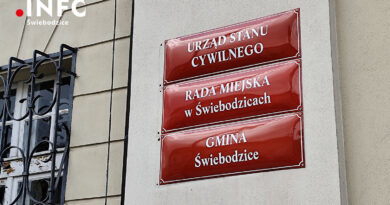 .INFO
Świebodzice
URZĄD STANU
CYWILNEGO
RADA MIEJSKA
w Świebodzicach
GMINA
Świebodzice